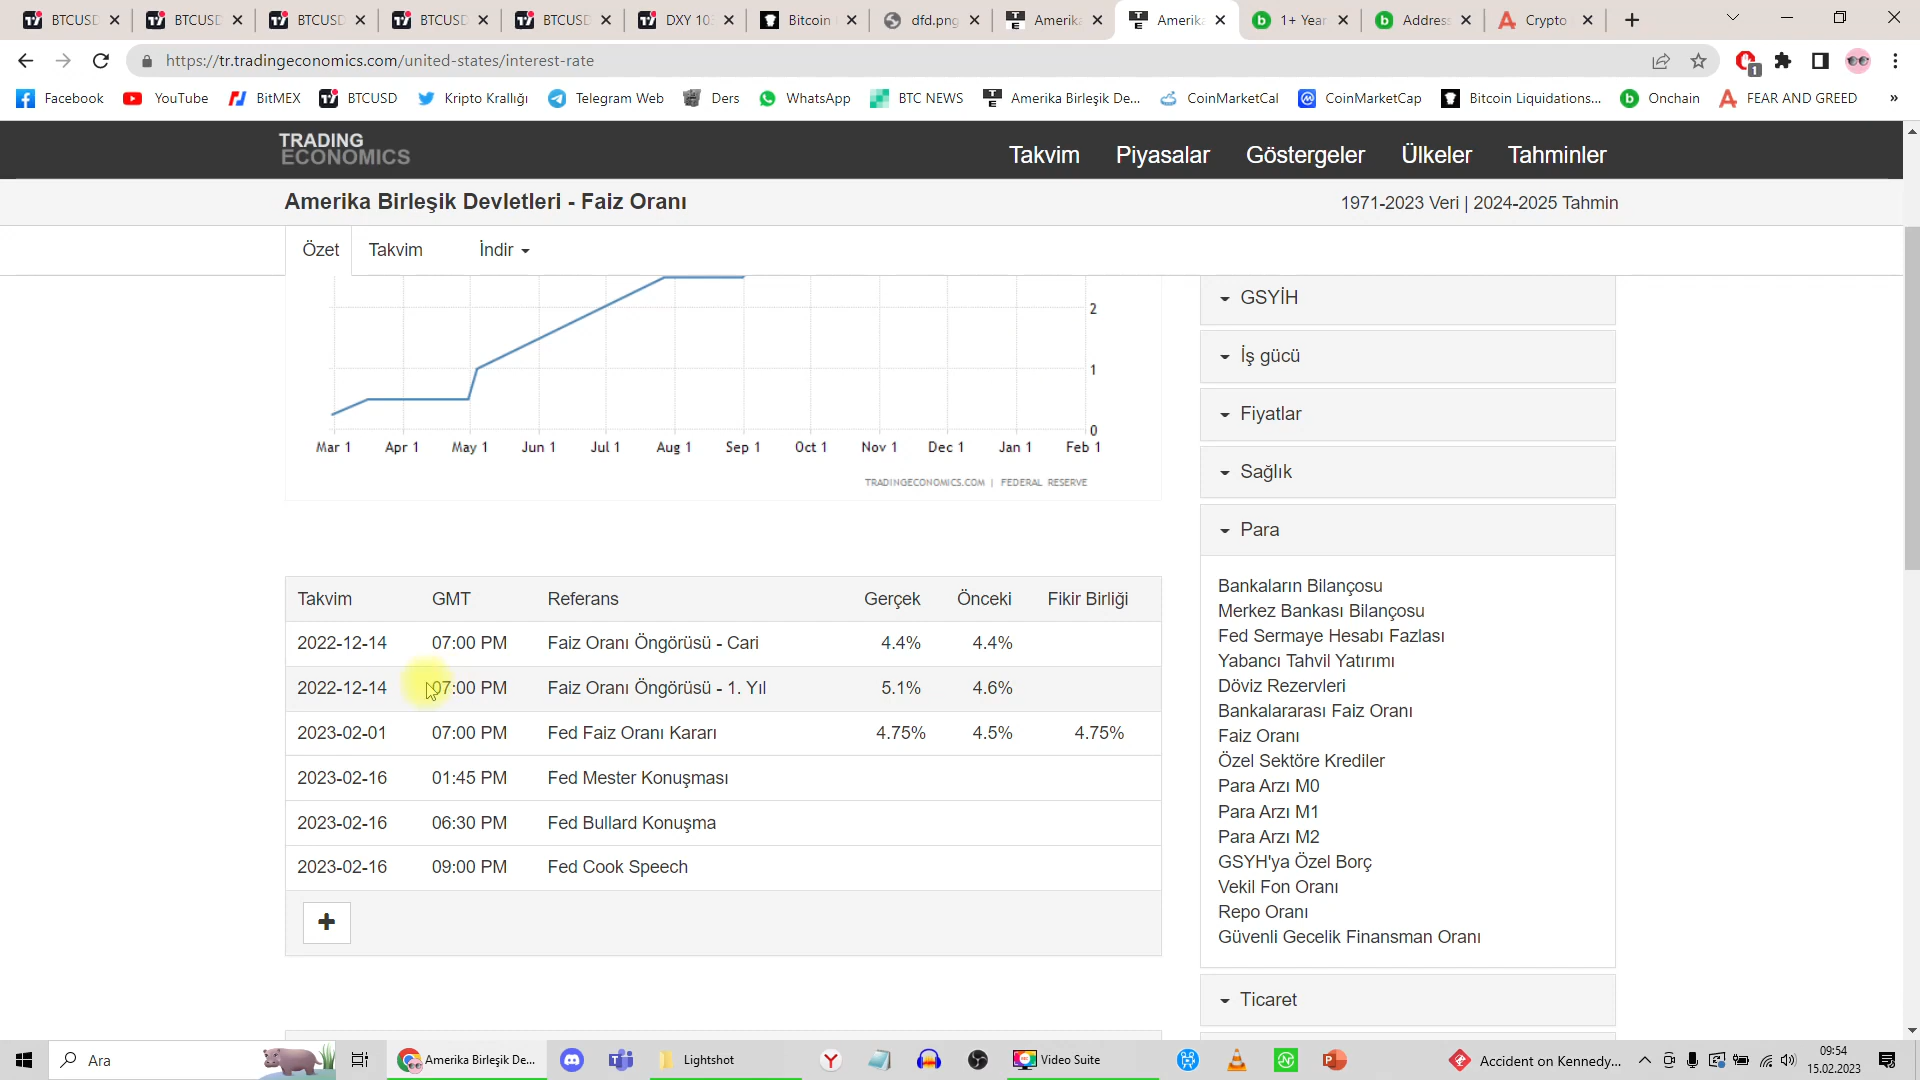 BTCUSD
BTCUSD
BTCUSD
BTCUSD
BTCUSD
DXY 103
Bitcoin
dfd.png
Amerika
Amerika
1+ Year
Address
Crypto
https://tr.tradingeconomics.com/united-states/interest-rate
1
Facebook
YouTube
BitMEX
BTCUSD
Kripto Krallığı
Telegram Web
Ders
WhatsApp
BTC NEWS
Amerika Birleşik De...
CoinMarketCal
CoinMarketCap
Bitcoin Liquidations...
Onchain
FEAR AND GREED
»
TRADING
ECONOMICS
Takvim
Piyasalar
Göstergeler
Ülkeler
Tahminler
Amerika Birleşik Devletleri - Faiz Oranı
1971-2023 Veri | 2024-2025 Tahmin
Özet
Takvim
İndir
2
1
0
Mar 1 Apr 1 May 1 Jun 1 Jul 1 Aug 1 Sep 1 Oct 1 Nov 1 Dec 1 Jan 1 Feb 1
TRADINGECONOMICS.COM | FEDERAL RESERVE
Takvim GMT Referans Gerçek Önceki Fikir Birliği
2022-12-14 07:00 PM Faiz Oranı Öngörüsü - Cari 4.4% 4.4%
2022-12-14 07:00 PM Faiz Oranı Öngörüsü - 1. Yıl 5.1% 4.6%
2023-02-01 07:00 PM Fed Faiz Oranı Kararı 4.75% 4.5% 4.75%
2023-02-16 01:45 PM Fed Mester Konuşması
2023-02-16 06:30 PM Fed Bullard Konuşma
2023-02-16 09:00 PM Fed Cook Speech
+
GSYİH
İş gücü
Fiyatlar
Sağlık
Para
Bankaların Bilançosu
Merkez Bankası Bilançosu
Fed Sermaye Hesabı Fazlası
Yabancı Tahvil Yatırımı
Döviz Rezervleri
Bankalararası Faiz Oranı
Faiz Oranı
Özel Sektöre Krediler
Para Arzı M0
Para Arzı M1
Para Arzı M2
GSYH'ya Özel Borç
Vekil Fon Oranı
Repo Oranı
Güvenli Gecelik Finansman Oranı
Ticaret
Ara
Amerika Birleşik De...
Lightshot
Video Suite
Accident on Kennedy...
09:54
15.02.2023